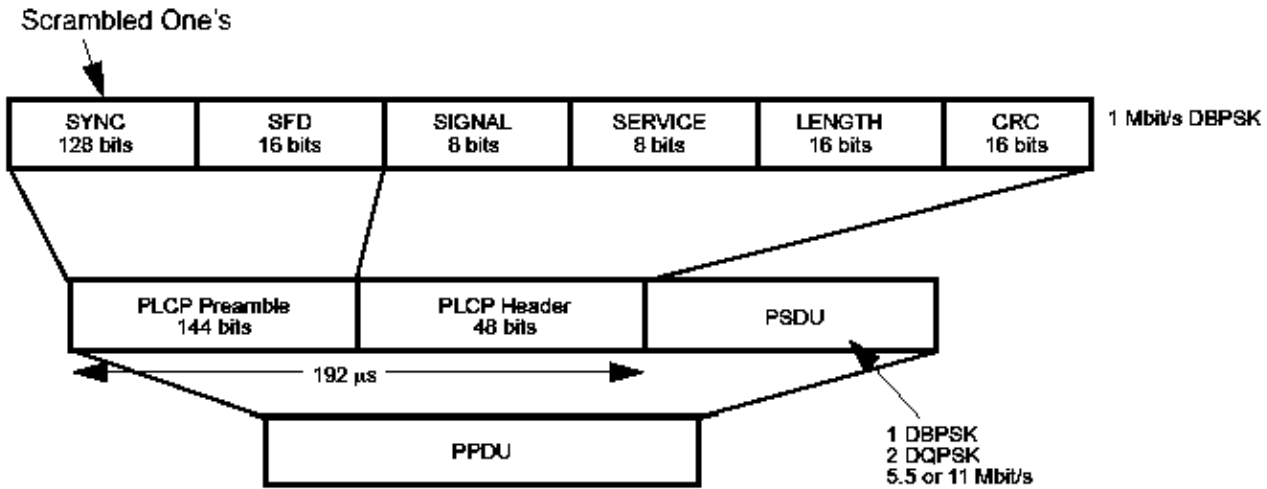 Scrambled One's
SYNC
128 bits
SFD
16 bits
SIGNAL
8 bits
SERVICE
8 bits
LENGTH
16 bits
CRC
16 bits
1 Mbit/s DBPSK
PLCP Preamble
144 bits
PLCP Header
48 bits
PSDU
192 μs
PPDU
1 DBPSK
2 DQPSK
5.5 or 11 Mbit/s